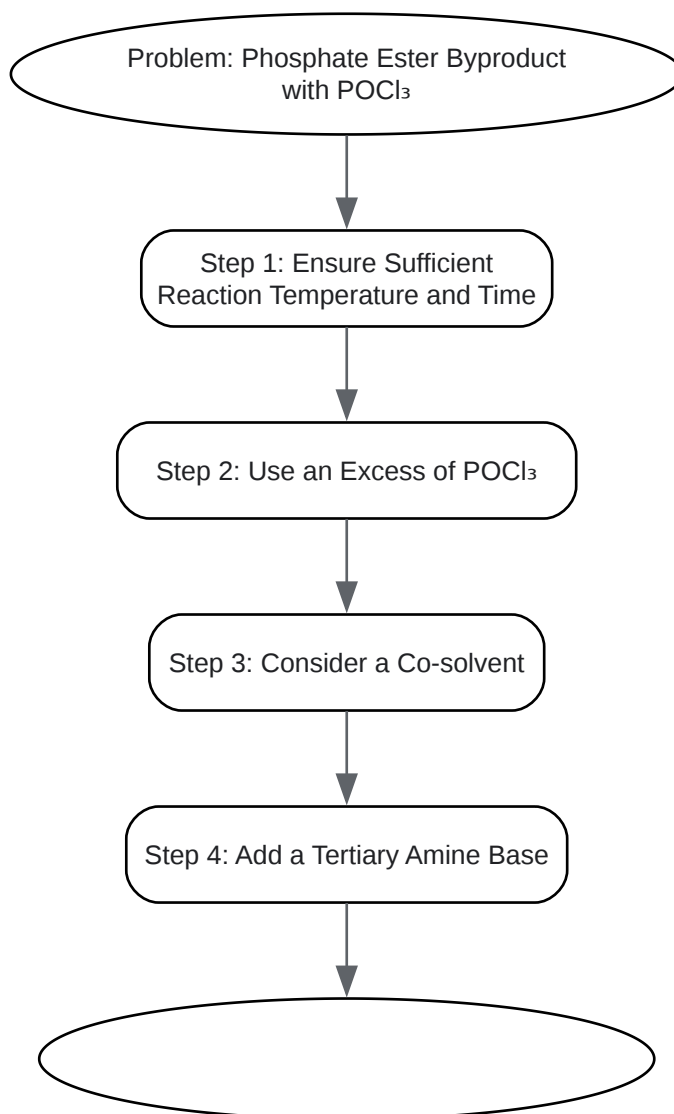 Problem: Phosphate Ester Byproduct
with POCl₃
Step 1: Ensure Sufficient
Reaction Temperature and Time
Step 2: Use an Excess of POCl₃
Step 3: Consider a Co-solvent
Step 4: Add a Tertiary Amine Base